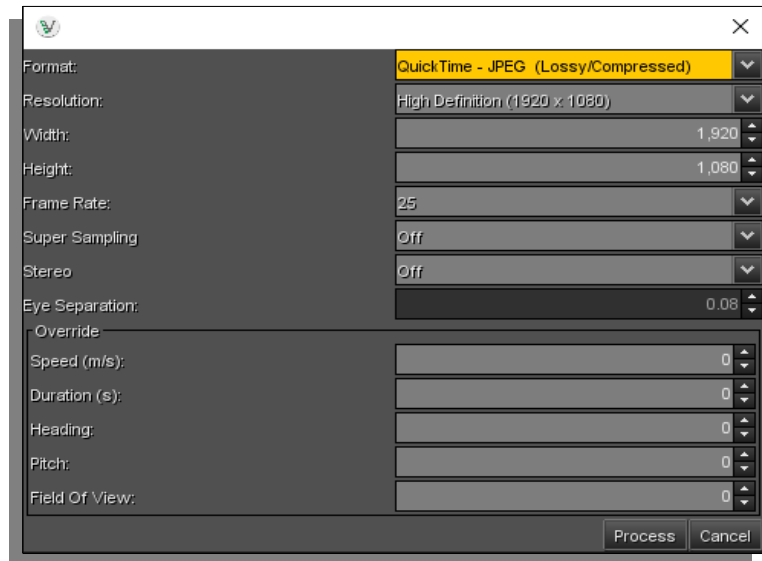 Format: QuickTime - JPEG (Lossy/Compressed)
Resolution: High Definition (1920 x 1080)
Width: 1,920
Height: 1,080
Frame Rate: 25
Super Sampling Off
Stereo Off
Eye Separation: 0.08
Override
Speed (m/s): 0
Duration (s): 0
Heading: 0
Pitch: 0
Field Of View: 0
Process Cancel